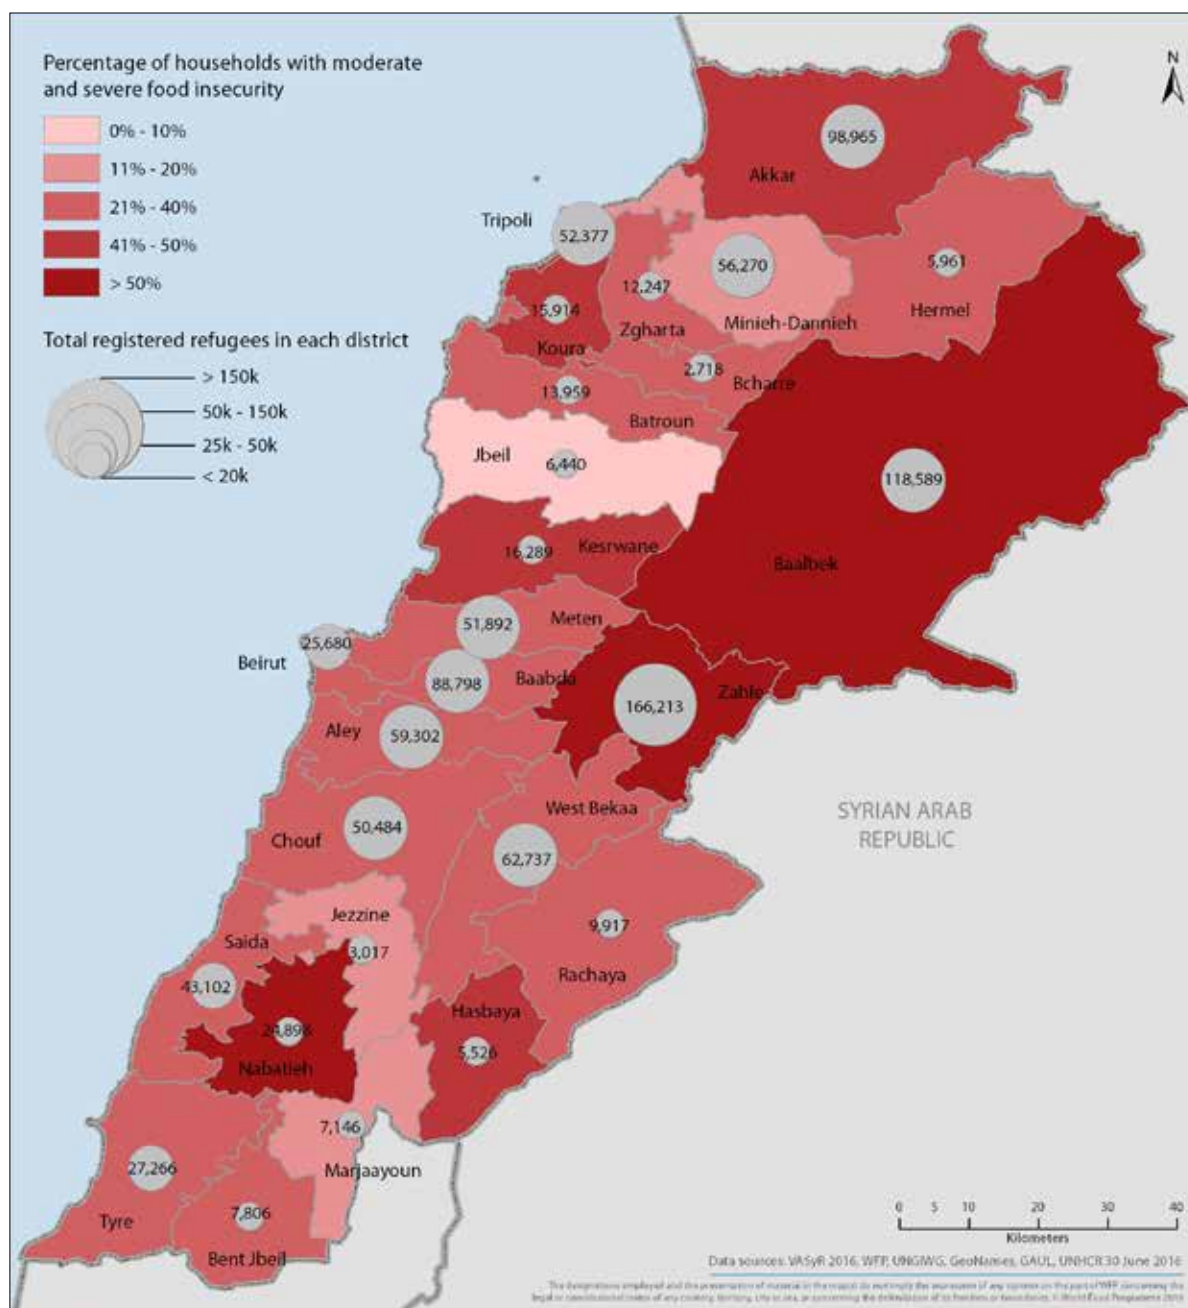 Percentage of households with moderate
and severe food insecurity
0% - 10%
11% - 20%
21% - 40%
41% - 50%
> 50%
Total registered refugees in each district
> 150k
50k - 150k
25k - 50k
< 20k
N
98,965
Akkar
Tripoli
52,377
56,270
5,961
12,247
15,914
Zgharta
Minieh-Dannieh
Hermel
Koura
2,718
Bcharre
13,959
Batroun
Jbeil
6,440
118,589
16,289
Kesrwane
Baalbek
51,892
Meten
25,680
Beirut
88,798
Baabda
Zahle
166,213
Aley
59,302
West Bekaa
SYRIAN ARAB
REPUBLIC
50,484
Chouf
62,737
Jezzine
9,917
Saida
3,017
Rachaya
43,102
Hasbaya
24,898
5,526
Nabatieh
7,146
27,266
Marjaayoun
7,806
Tyre
Bent Jbeil
0 5 10 20 30 40
Kilometers
Data sources: VASyR 2016, WFP, UNGIWG, GeoNames, GAUL, UNHCR 30 June 2016